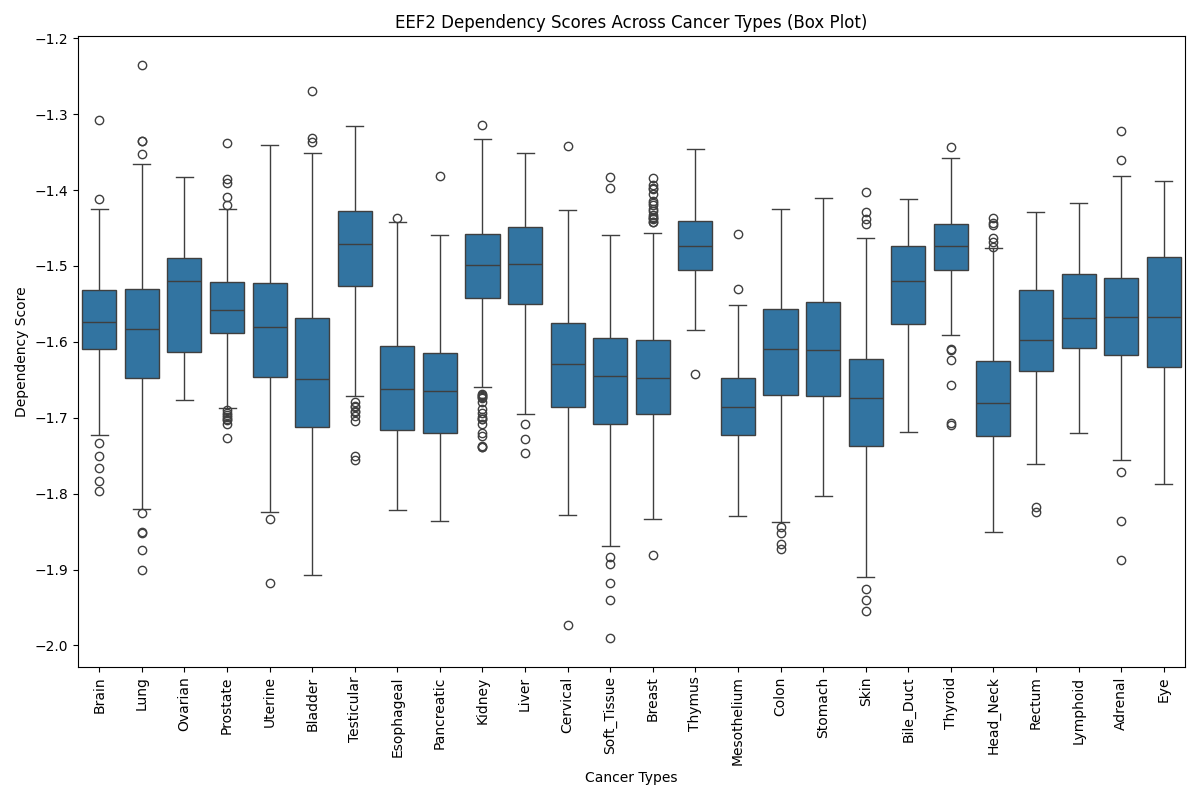 EEF2 Dependency Scores Across Cancer Types (Box Plot)
Dependency Score
−1.2
−1.3
−1.4
−1.5
−1.6
−1.7
−1.8
−1.9
−2.0
Brain
Lung
Ovarian
Prostate
Uterine
Bladder
Testicular
Esophageal
Pancreatic
Kidney
Liver
Cervical
Soft_Tissue
Breast
Thymus
Mesothelium
Colon
Stomach
Skin
Bile_Duct
Thyroid
Head_Neck
Rectum
Lymphoid
Adrenal
Eye
Cancer Types